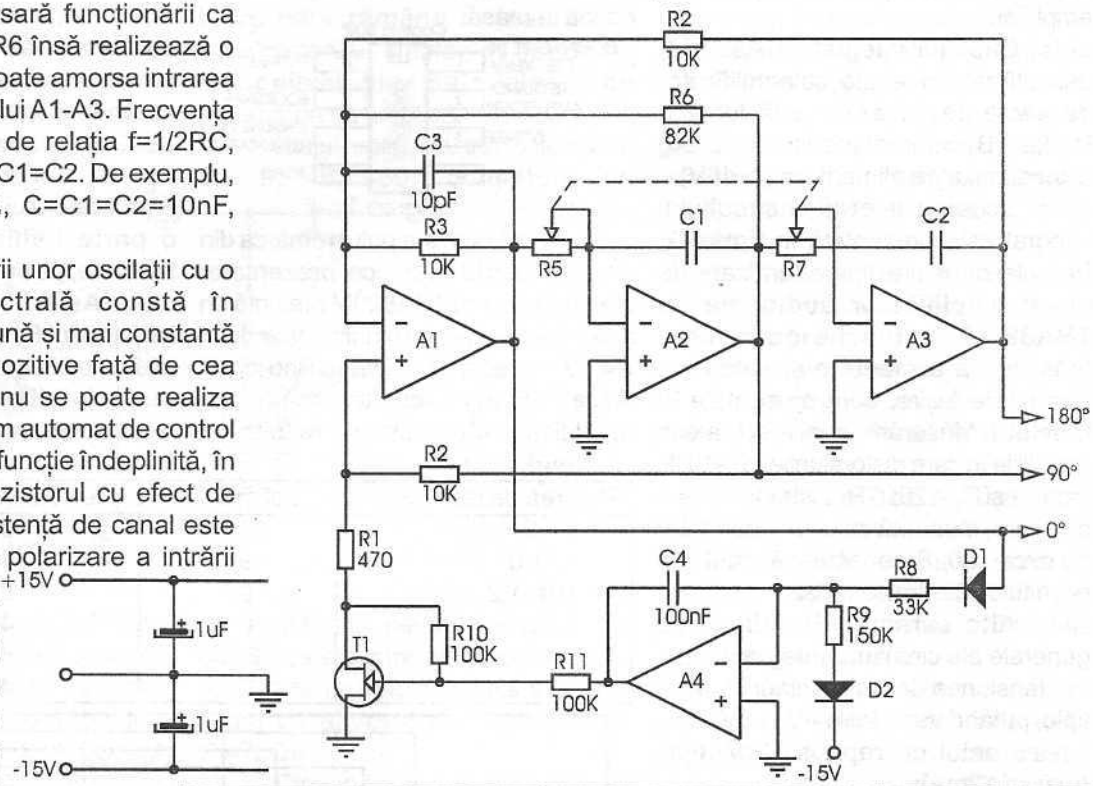 sară funcționării ca
R6 însă realizează o
oate amorsa intrarea
lui A1-A3. Frecvența
de relația f=1/2RC,
C1=C2. De exemplu,
, C=C1=C2=10nF,
ii unor oscilații cu o
ctrală constă în
ună și mai constantă
ozitive față de cea
nu se poate realiza
m automat de control
funcție îndeplinită, în
zistorul cu efect de
stență de canal este
polarizare a intrării
R2
10K
R6
82K
C3
10pF
R3
10K
R5
C1
R7
C2
A1
A2
A3
180°
R2
10K
90°
0°
R1
470
C4
100nF
R8
33K
D1
R9
150K
D2
-15V
T1
R10
100K
R11
100K
A4
+15V
1uF
1uF
-15V